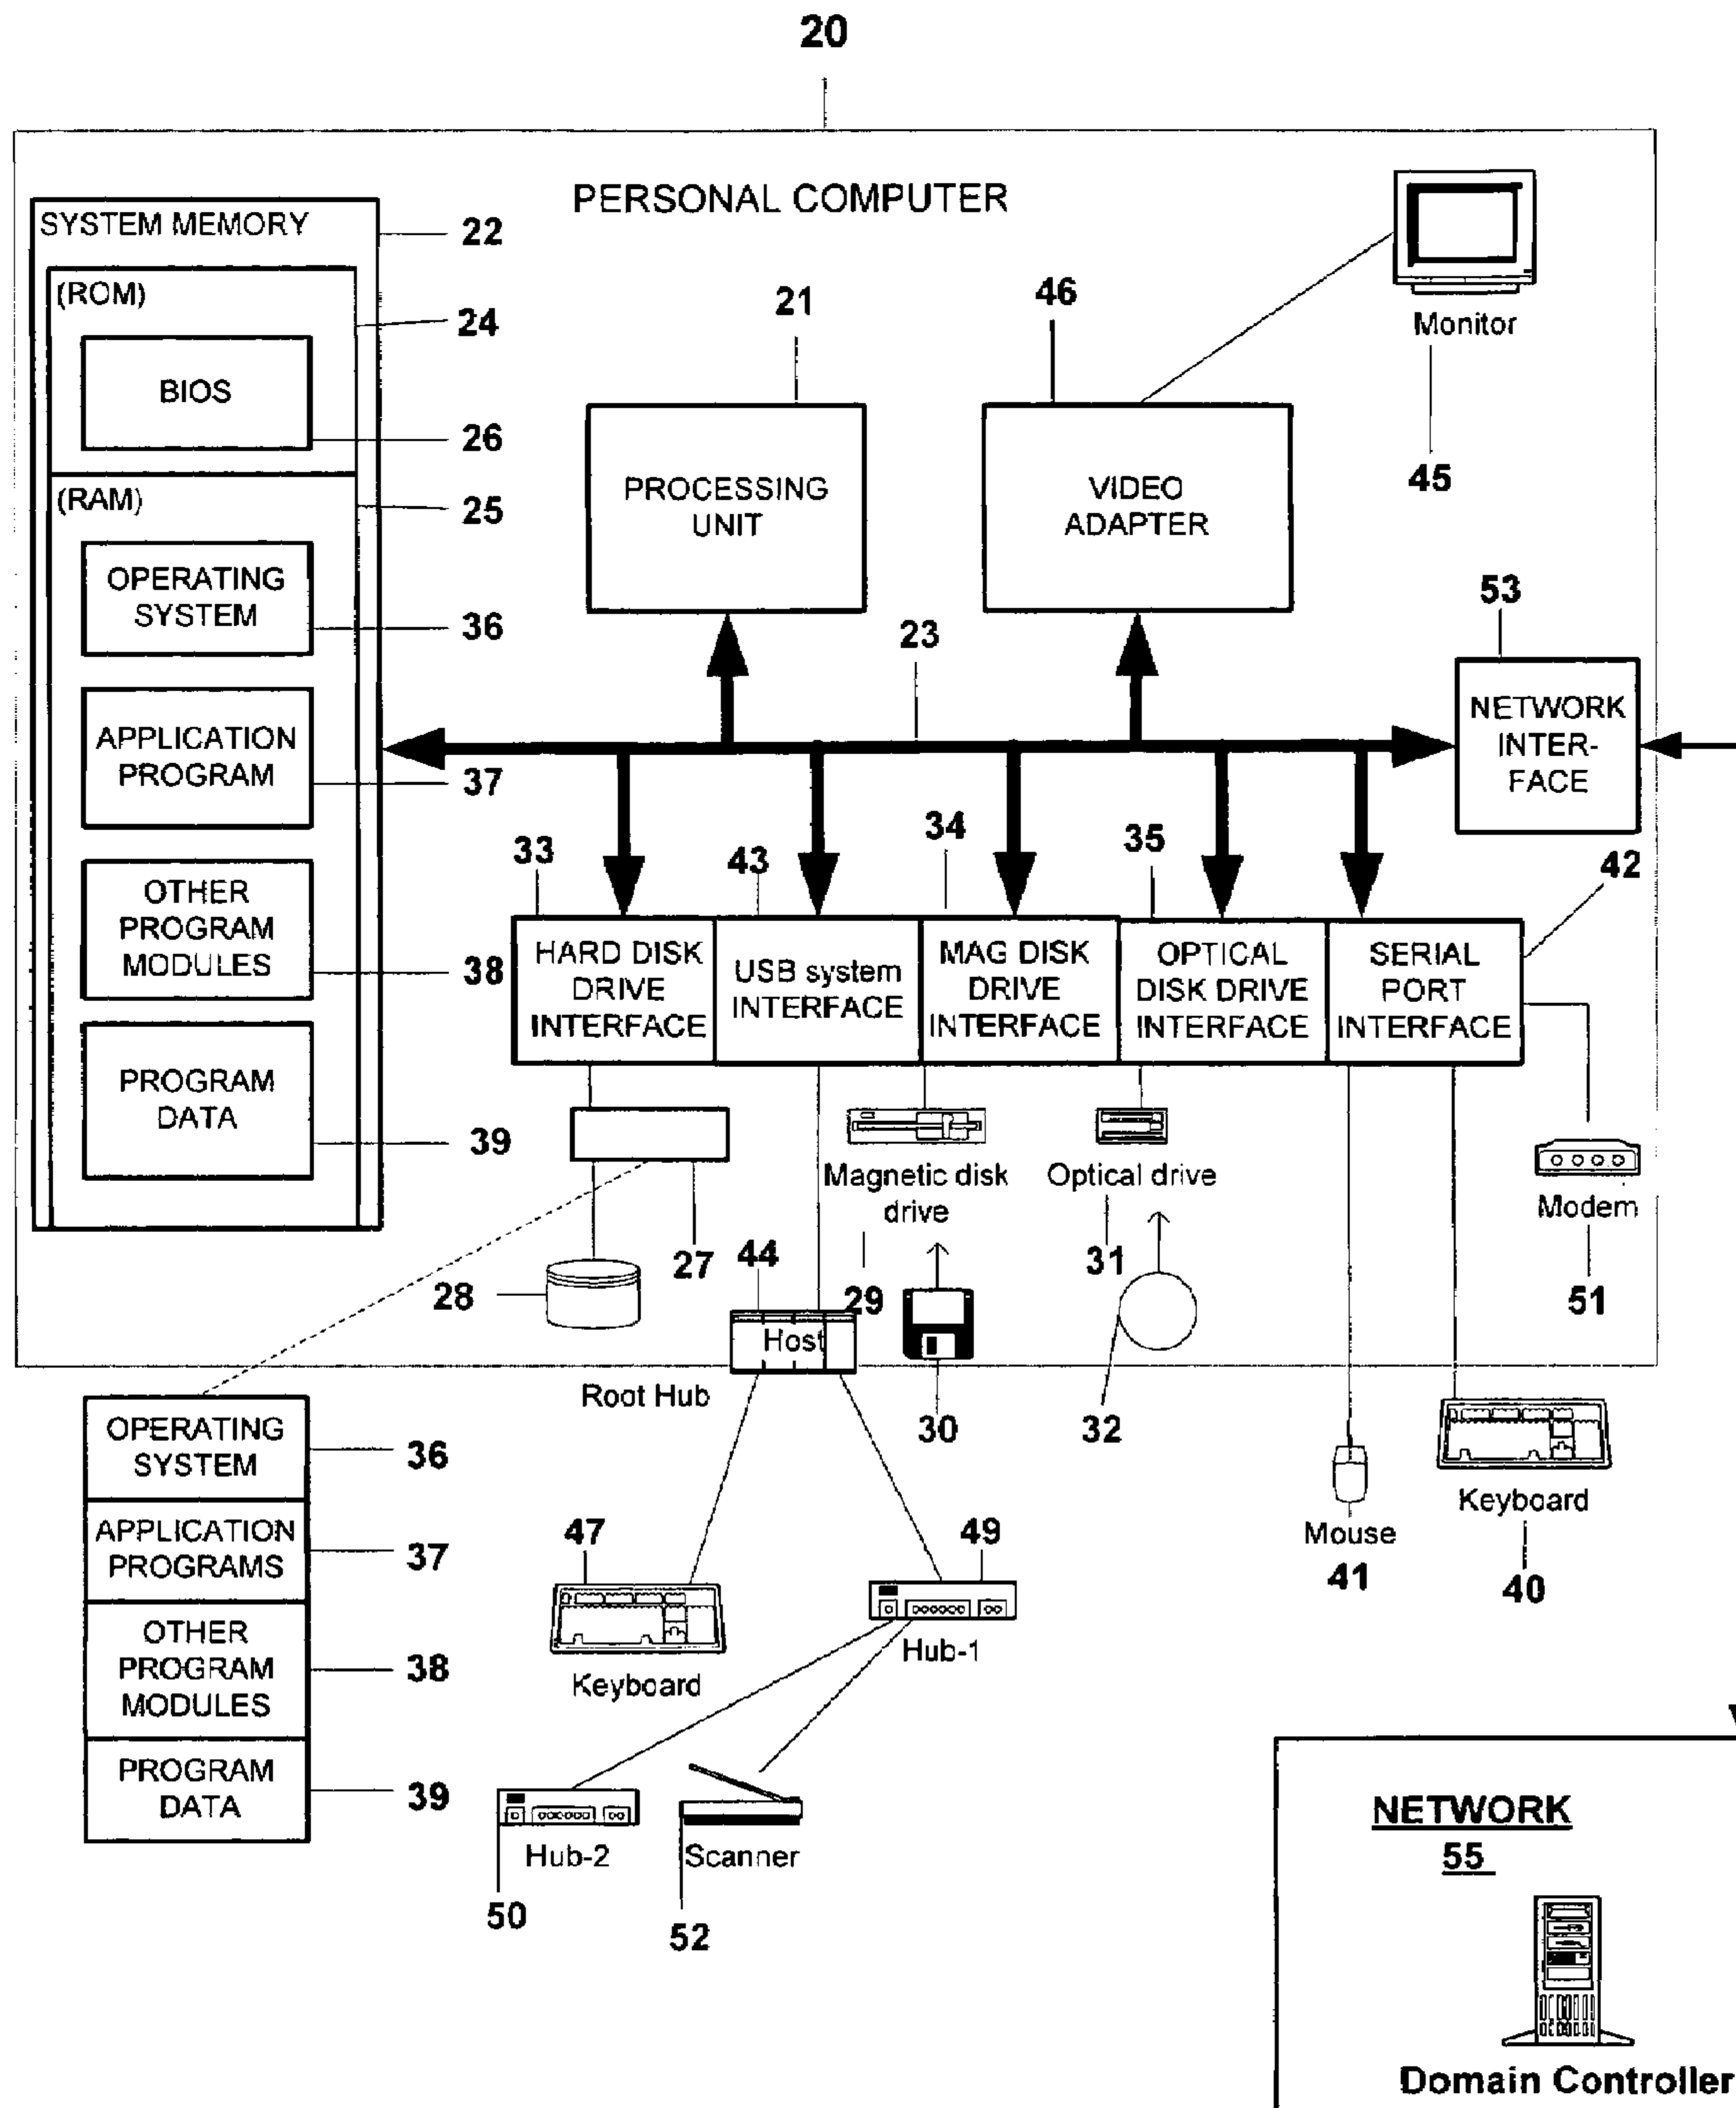 20
PERSONAL COMPUTER
SYSTEM MEMORY
22
(ROM)
24
BIOS
26
(RAM)
25
OPERATING
SYSTEM
36
APPLICATION
PROGRAM
37
OTHER
PROGRAM
MODULES
38
PROGRAM
DATA
39
21
PROCESSING
UNIT
46
VIDEO
ADAPTER
Monitor
45
23
53
NETWORK
INTER-
FACE
33
HARD DISK
DRIVE
INTERFACE
43
USB system
INTERFACE
34
MAG DISK
DRIVE
INTERFACE
35
OPTICAL
DISK DRIVE
INTERFACE
42
SERIAL
PORT
INTERFACE
27
28
44
Host
Root Hub
Magnetic disk
drive
29
30
Optical drive
31
32
Modem
51
Mouse
41
Keyboard
40
OPERATING
SYSTEM
36
APPLICATION
PROGRAMS
37
OTHER
PROGRAM
MODULES
38
PROGRAM
DATA
39
47
Keyboard
49
Hub-1
Hub-2
50
Scanner
52
NETWORK
55
Domain Controller